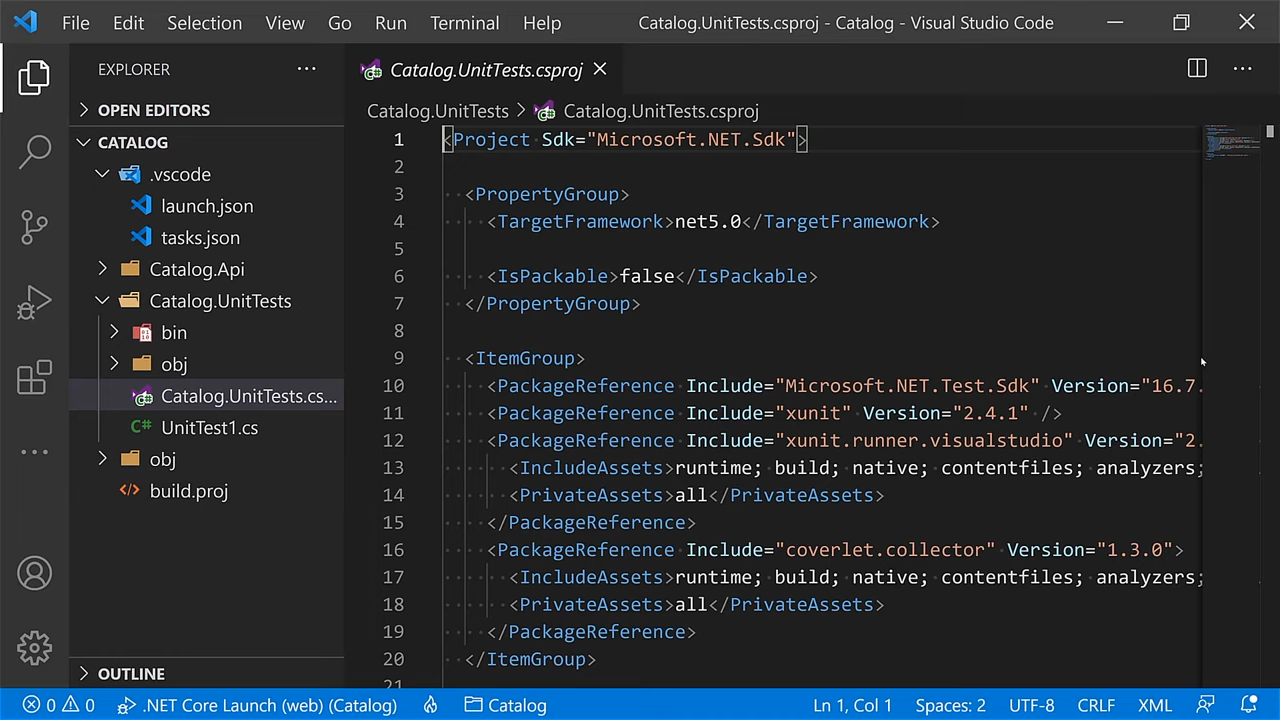 File Edit Selection View Go Run Terminal Help Catalog.UnitTests.csproj - Catalog - Visual Studio Code
EXPLORER
OPEN EDITORS
CATALOG
.vscode
launch.json
tasks.json
Catalog.Api
Catalog.UnitTests
bin
obj
Catalog.UnitTests.cs...
UnitTest1.cs
obj
build.proj
OUTLINE
Catalog.UnitTests.csproj
Catalog.UnitTests > Catalog.UnitTests.csproj
1 <Project Sdk="Microsoft.NET.Sdk">
2
3 <PropertyGroup>
4 <TargetFramework>net5.0</TargetFramework>
5
6 <IsPackable>false</IsPackable>
7 </PropertyGroup>
8
9 <ItemGroup>
10 <PackageReference Include="Microsoft.NET.Test.Sdk" Version="16.7.
11 <PackageReference Include="xunit" Version="2.4.1" />
12 <PackageReference Include="xunit.runner.visualstudio" Version="2.
13 <IncludeAssets>runtime; build; native; contentfiles; analyzers;
14 <PrivateAssets>all</PrivateAssets>
15 </PackageReference>
16 <PackageReference Include="coverlet.collector" Version="1.3.0">
17 <IncludeAssets>runtime; build; native; contentfiles; analyzers;
18 <PrivateAssets>all</PrivateAssets>
19 </PackageReference>
20 </ItemGroup>
21
0 0 .NET Core Launch (web) (Catalog) Catalog Ln 1, Col 1 Spaces: 2 UTF-8 CRLF XML